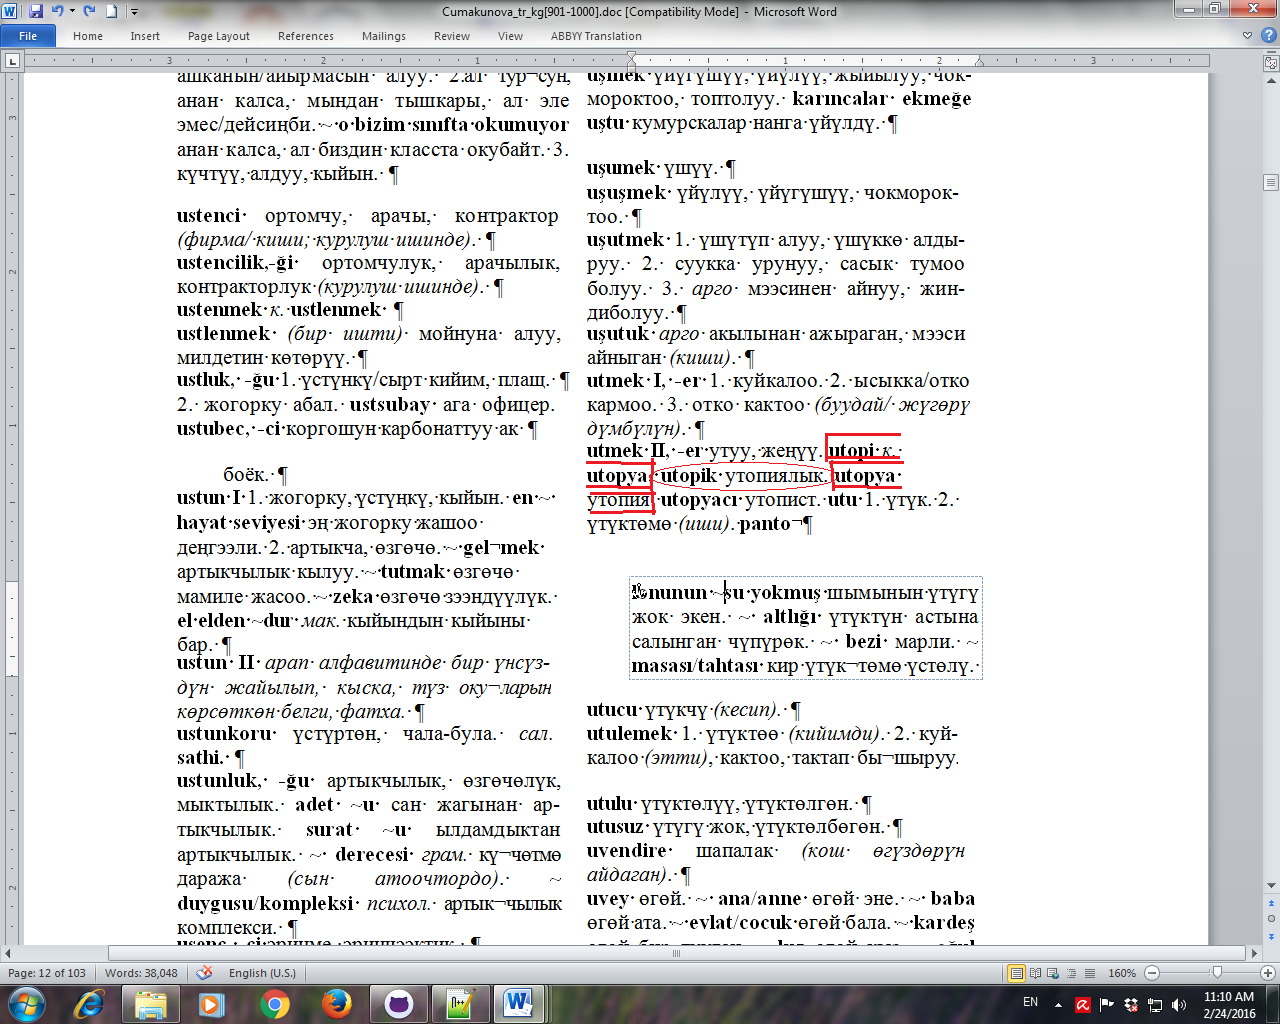 Cumakunova_tr_kg[901-1000].doc [Compatibility Mode] - Microsoft Word
File Home Insert Page Layout References Mailings Review View ABBYY Translation
3 2 1 1 2 3
ашканын/айырмасын алуу. 2.ал тур¬сун,
анан калса, мындан тышкары, ал эле
эмес/дейсиңби. ~ o bizim sınıfta okumuyor
анан калса, ал биздин класста окубайт. 3.
күчтүү, алдуу, кыйын. ¶
ustenci ортомчу, арачы, контрактор
(фирма/ киши; курулуш ишинде). ¶
ustencilik,-ği ортомчулук, арачылык,
контракторлук (курулуш ишинде). ¶
ustenmek к. ustlenmek ¶
ustlenmek (бир ишти) мойнуна алуу,
милдетин көтөрүү. ¶
ustluk, -ğu 1. үстүнкү/сырт кийим, плащ. ¶
2. жогорку абал. ustsubay ага офицер.
ustubec, -ci коргошун карбонаттуу ак ¶
боёк. ¶
ustun I 1. жогорку, үстүңкү, кыйын. en ~
hayat seviyesi эң жогорку жашоо
деңгээли. 2. артыкча, өзгөчө. ~ gel¬mek
артыкчылык кылуу. ~ tutmak өзгөчө
мамиле жасоо. ~ zeka өзгөчө зээндүүлүк.
el elden ~dur мак. кыйындын кыйыны
бар. ¶
ustun II арап алфавитинде бир үнсүз-
дүн жайылып, кыска, түз оку¬ларын
көрсөткөн белги, фатха. ¶
ustunkoru үстүртөн, чала-була. сал.
sathi. ¶
ustunluk, -ğu артыкчылык, өзгөчөлүк,
мыктылык. adet ~u сан жагынан ар-
тыкчылык. surat ~u ылдамдыктан
артыкчылык. ~ derecesi грам. кү¬чөтмө
даража (сын атоочтордо). ~
duygusu/kompleksi психол. артык¬чылык
комплекси. ¶
uşmek үйүгүшүү, үйүлүү, жыйылуу, чок-
мороктоо, топтолуу. karıncalar ekmeğe
uştu кумурскалар нанга үйүлдү. ¶
uşumek үшүү. ¶
uşuşmek үйүлүү, үйүгүшүү, чокморок-
тоо. ¶
uşutmek 1. үшүтүп алуу, үшүккө алды-
руу. 2. суукка урунуу, сасык тумоо
болуу. 3. арго мээсинен айнуу, жин-
диболуу. ¶
uşutuk арго акылынан ажыраган, мээси
айныган (киши). ¶
utmek I, -er 1. куйкалоо. 2. ысыкка/отко
кармоо. 3. отко кактоо (буудай/ жүгөрү
дүмбүлүн). ¶
utmek II, -er утуу, жеңүү. utopi к.
utopya. utopik утопиялык. utopya
утопия. utopyacı утопист. utu 1. үтүк. 2.
үтүктөмө (иши). panto¬ ¶
lonunun ~su yokmuş шымынын үтүгү
жок экен. ~ altlığı үтүктүн астына
салынган чүпүрөк. ~ bezi марли. ~
masası/tahtası кир үтүк¬төмө үстөлү.
utucu үтүкчү (кесип). ¶
utulemek 1. үтүктөө (кийимди). 2. куй-
калоо (этти), кактоо, тактап бы¬шыруу.
utulu үтүктөлүү, үтүктөлгөн. ¶
utusuz үтүгү жок, үтүктөлбөгөн. ¶
uvendire шапалак (кош өгүздөрүн
айдаган). ¶
uvey өгөй. ~ ana/anne өгөй эне. ~ baba
өгөй ата. ~ evlat/cocuk өгөй бала. ~ kardeş
Page: 12 of 103 Words: 38,048 English (U.S.) 160%
EN 11:10 AM
2/24/2016